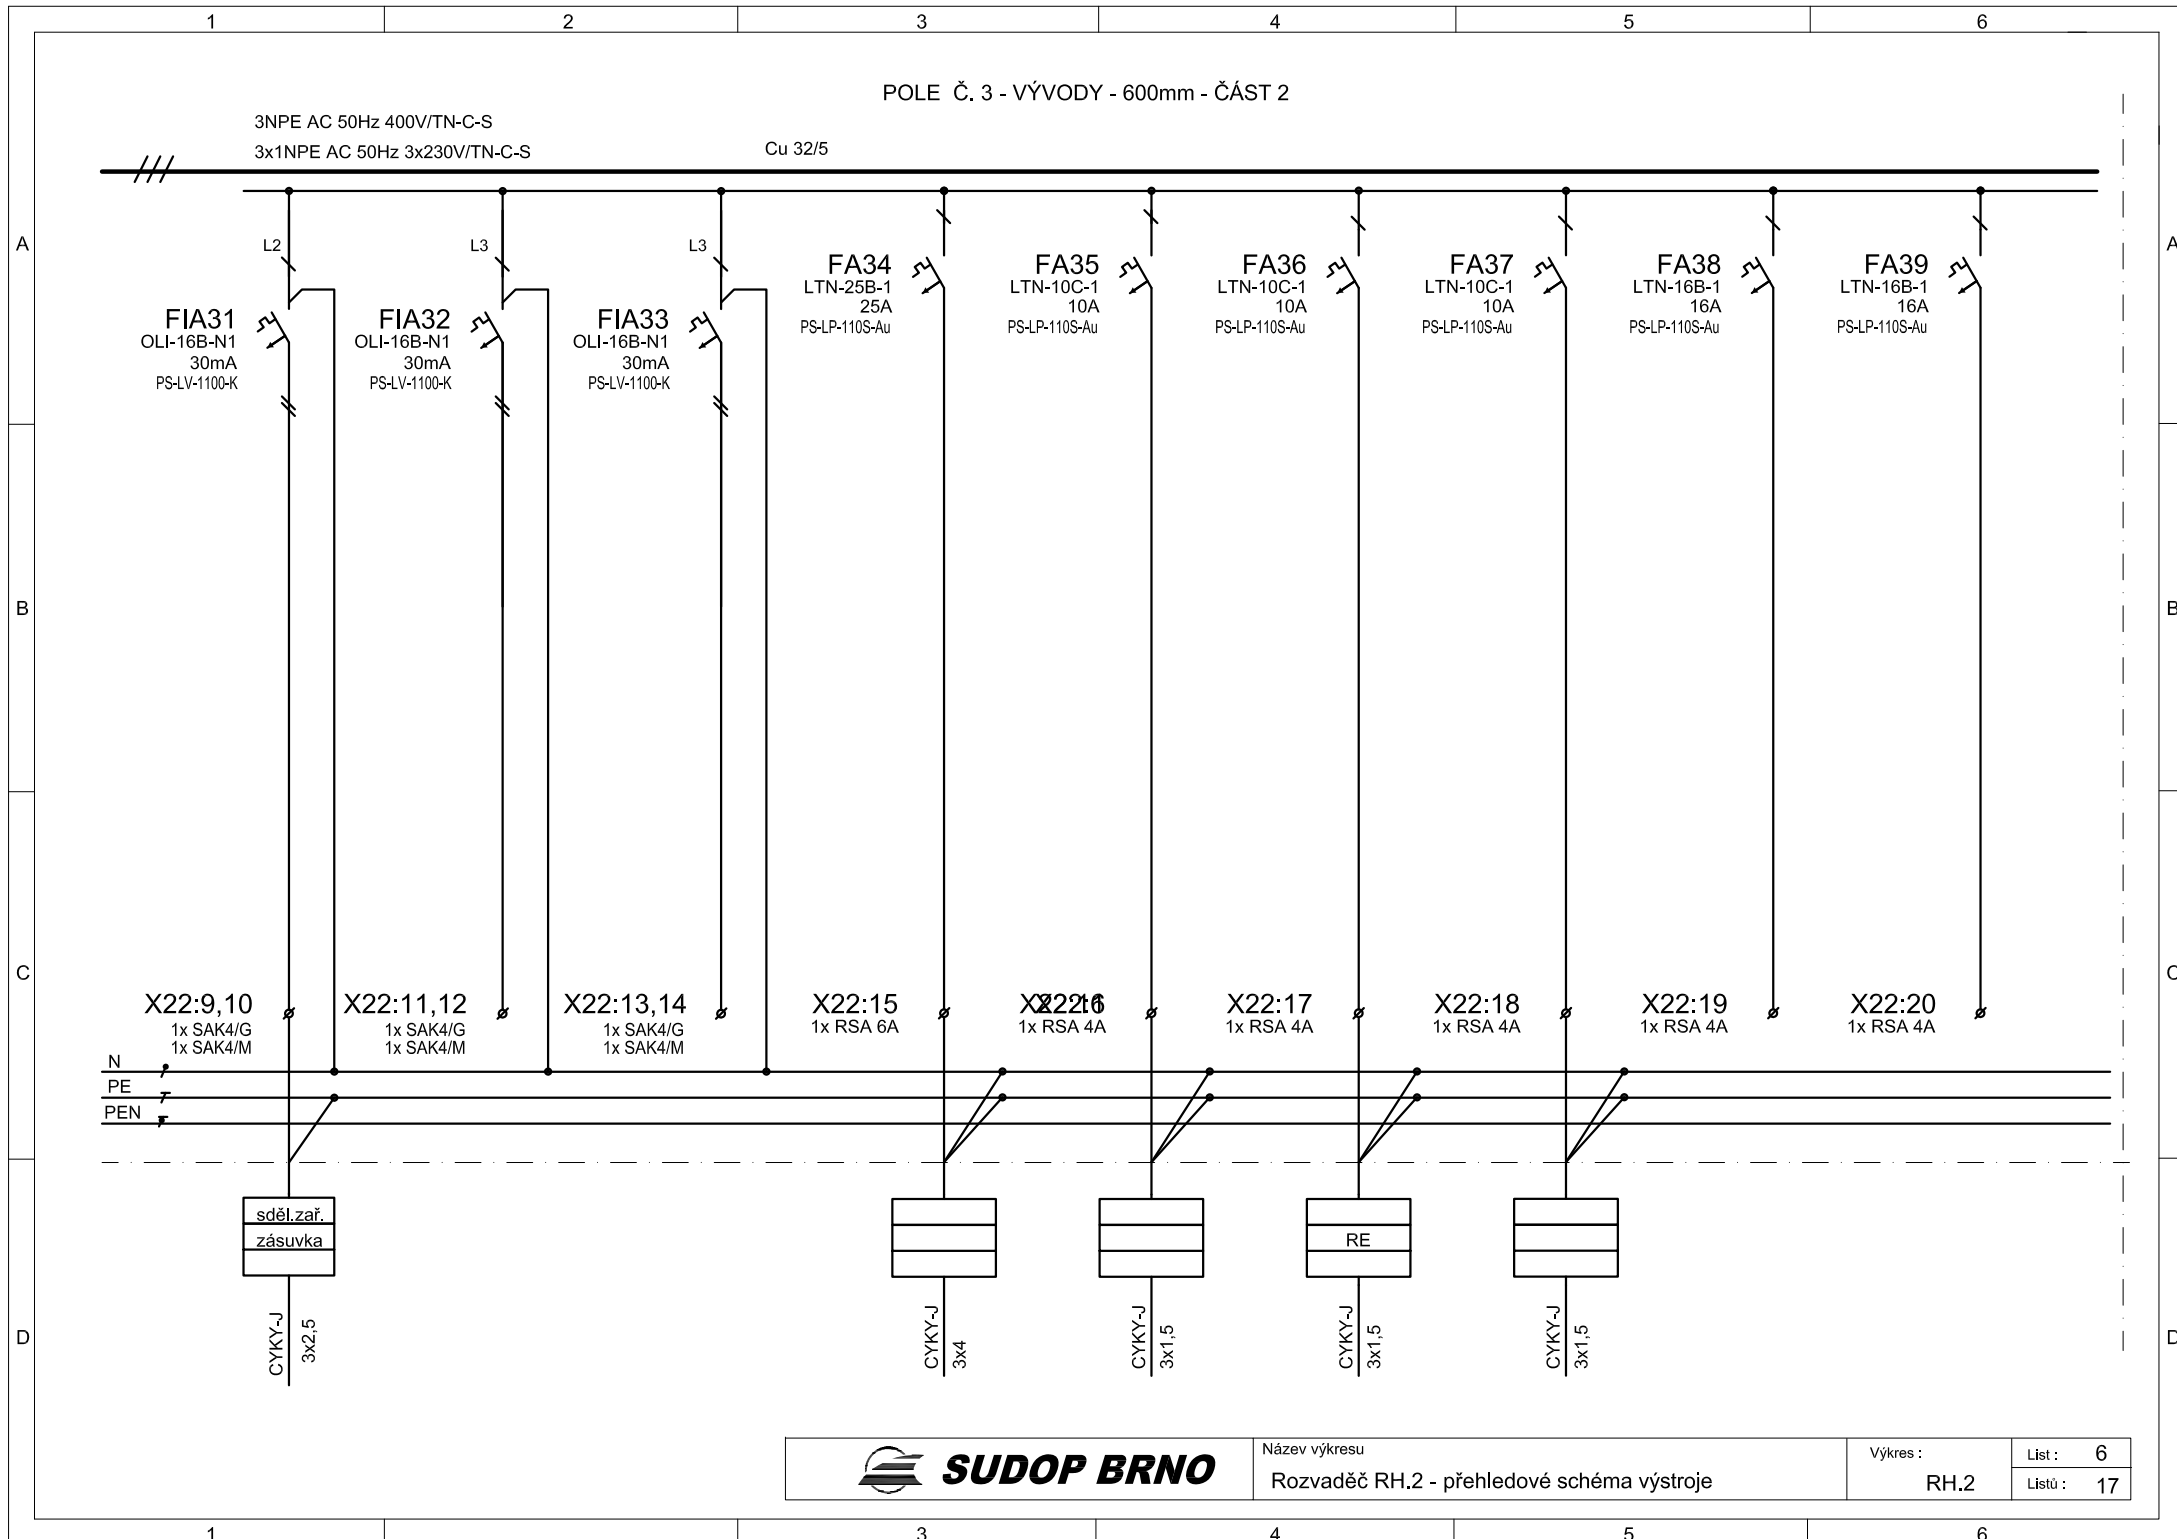 1 2 3 4 5 6
POLE Č. 3 - VÝVODY - 600mm - ČÁST 2
3NPE AC 50Hz 400V/TN-C-S
3x1NPE AC 50Hz 3x230V/TN-C-S
Cu 32/5
A A
L2 L3 L3
FIA31
OLI-16B-N1
30mA
PS-LV-1100-K
FIA32
OLI-16B-N1
30mA
PS-LV-1100-K
FIA33
OLI-16B-N1
30mA
PS-LV-1100-K
FA34
LTN-25B-1
25A
PS-LP-110S-Au
FA35
LTN-10C-1
10A
PS-LP-110S-Au
FA36
LTN-10C-1
10A
PS-LP-110S-Au
FA37
LTN-10C-1
10A
PS-LP-110S-Au
FA38
LTN-16B-1
16A
PS-LP-110S-Au
FA39
LTN-16B-1
16A
PS-LP-110S-Au
B B
C C
X22:9,10
1x SAK4/G
1x SAK4/M
X22:11,12
1x SAK4/G
1x SAK4/M
X22:13,14
1x SAK4/G
1x SAK4/M
X22:15
1x RSA 6A
1x RSA 4A
X22:17
1x RSA 4A
X22:18
1x RSA 4A
X22:19
1x RSA 4A
X22:20
1x RSA 4A
N
PE
PEN
sděl.zař.
zásuvka
RE
CYKY-J
3x2,5
CYKY-J
3x4
CYKY-J
3x1,5
CYKY-J
3x1,5
CYKY-J
3x1,5
D D
SUDOP BRNO
Název výkresu
Rozvaděč RH.2 - přehledové schéma výstroje
Výkres :
RH.2
List : 6
Listů : 17
1 3 4 5 6